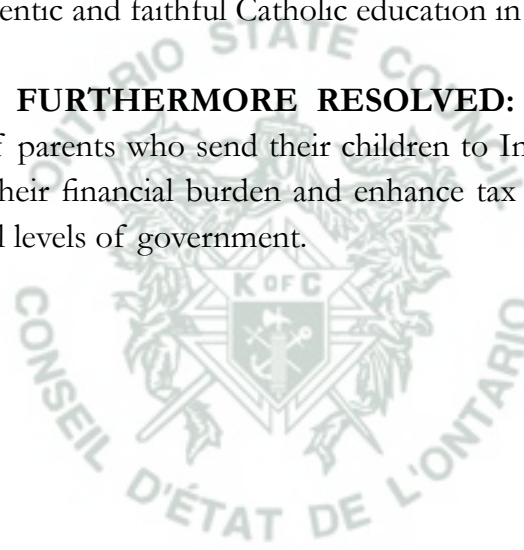 entic and faithful Catholic education in
FURTHERMORE RESOLVED:
f parents who send their children to In
heir financial burden and enhance tax
l levels of government.
ONTARIO STATE COUNCIL
K OF C
CONSEIL D'ÉTAT DE L'ONTARIO